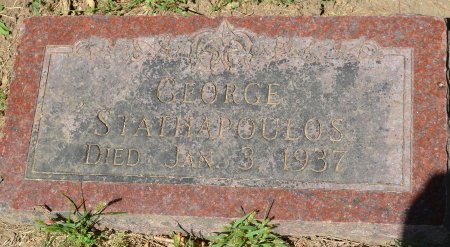 GEORGE
STATHAPOULOS
DIED JAN. 3 1937